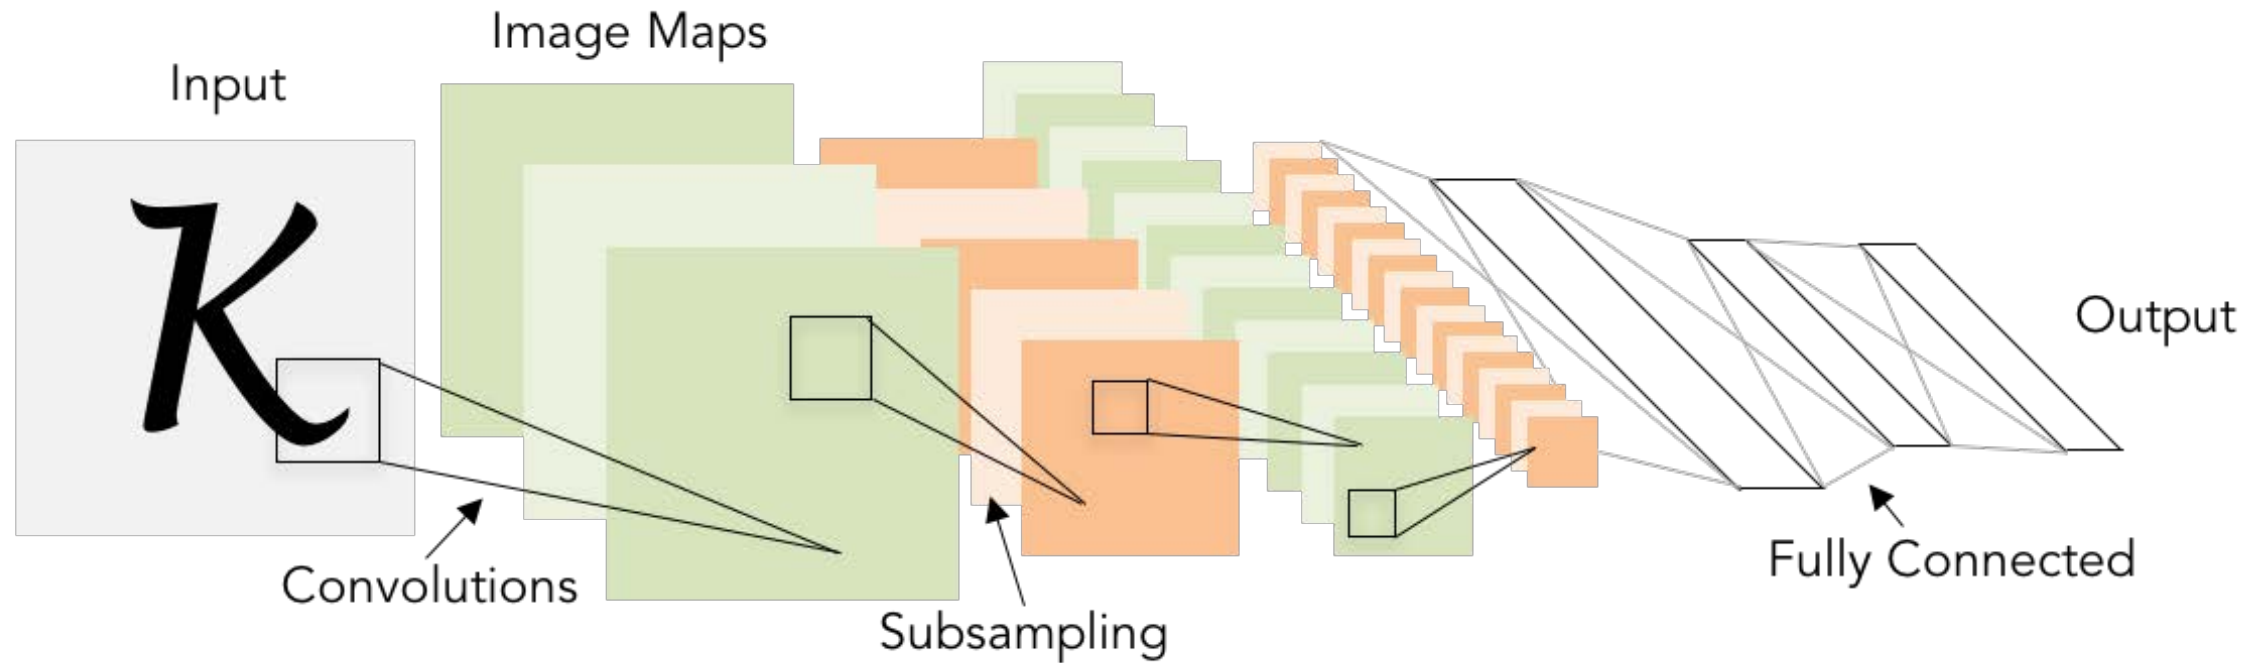 Image Maps
Input
K
Output
Convolutions
Fully Connected
Subsampling